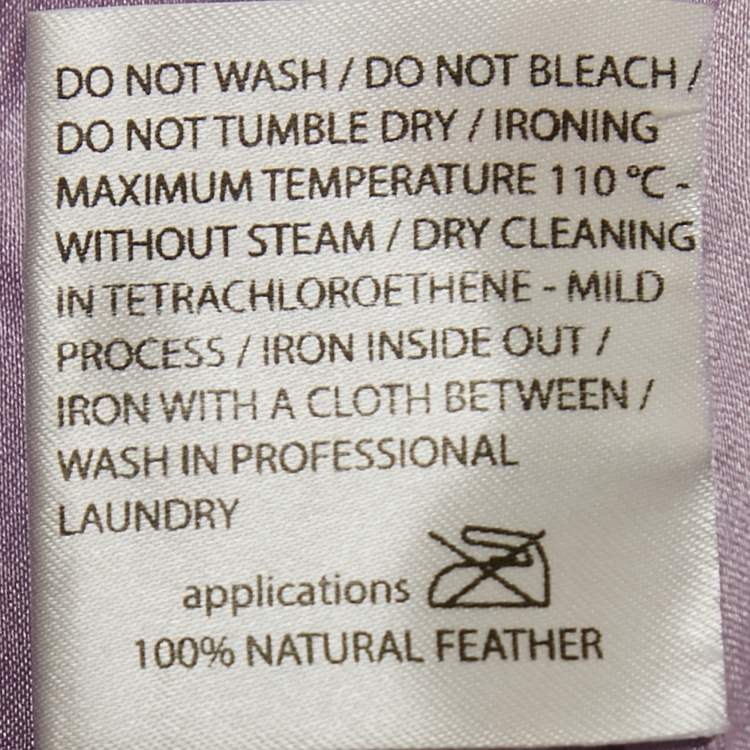 DO NOT WASH / DO NOT BLEACH /
DO NOT TUMBLE DRY / IRONING
MAXIMUM TEMPERATURE 110 °C -
WITHOUT STEAM / DRY CLEANING
IN TETRACHLOROETHENE - MILD
PROCESS / IRON INSIDE OUT /
IRON WITH A CLOTH BETWEEN /
WASH IN PROFESSIONAL
LAUNDRY
applications
100% NATURAL FEATHER